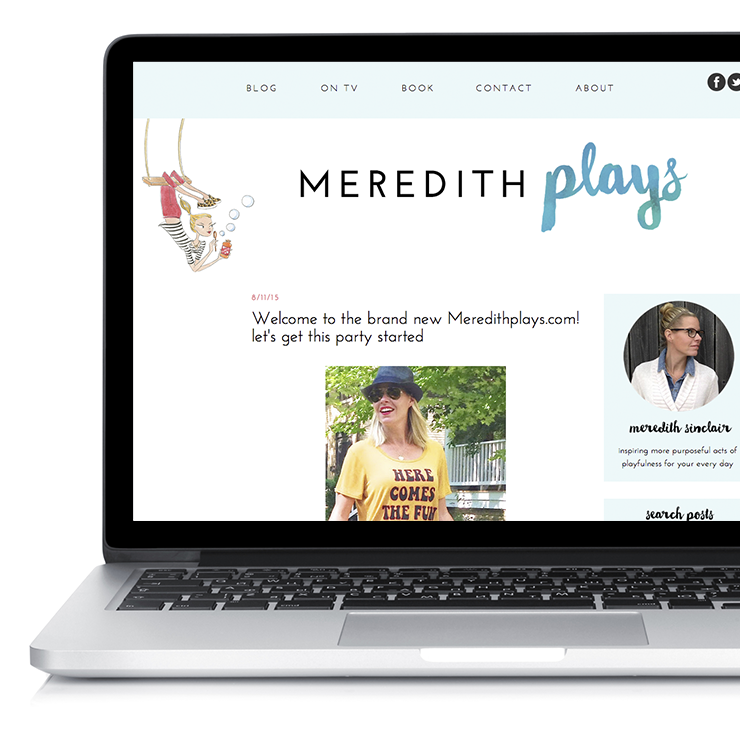 BLOG ON TV BOOK CONTACT ABOUT
MEREDITH plays
8/11/15
Welcome to the brand new Meredithplays.com!
let's get this party started
HERE
COMES
THE FUN
meredith sinclair
inspiring more purposeful acts of
playfulness for your every day
search posts